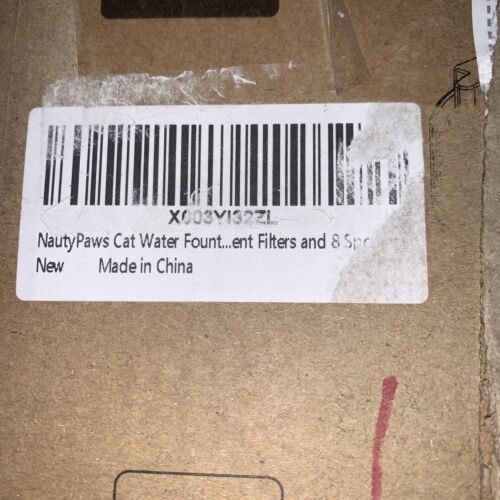 X003YI32ZL
NautyPaws Cat Water Fount...ent Filters and 8
New Made in China